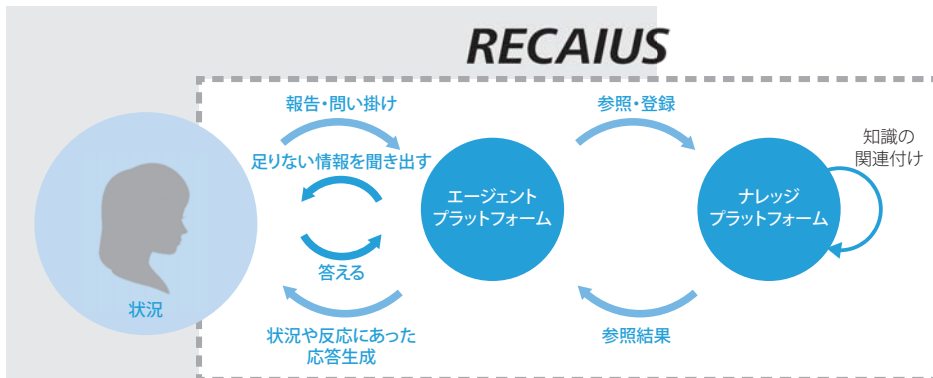 RECAIUS
報告・問い掛け
参照・登録
知識の
関連付け
足りない情報を聞き出す
エージェント
プラットフォーム
ナレッジ
プラットフォーム
答える
状況
状況や反応にあった
応答生成
参照結果